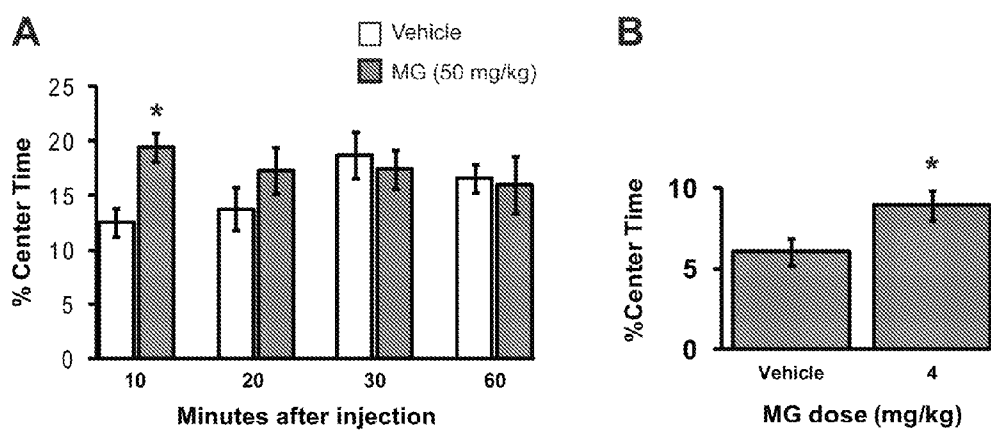 A
B
Vehicle
MG (50 mg/kg)
25
20
15
10
5
0
% Center Time
*
10 20 30 60
Minutes after injection
10
5
0
%Center Time
*
Vehicle 4
MG dose (mg/kg)